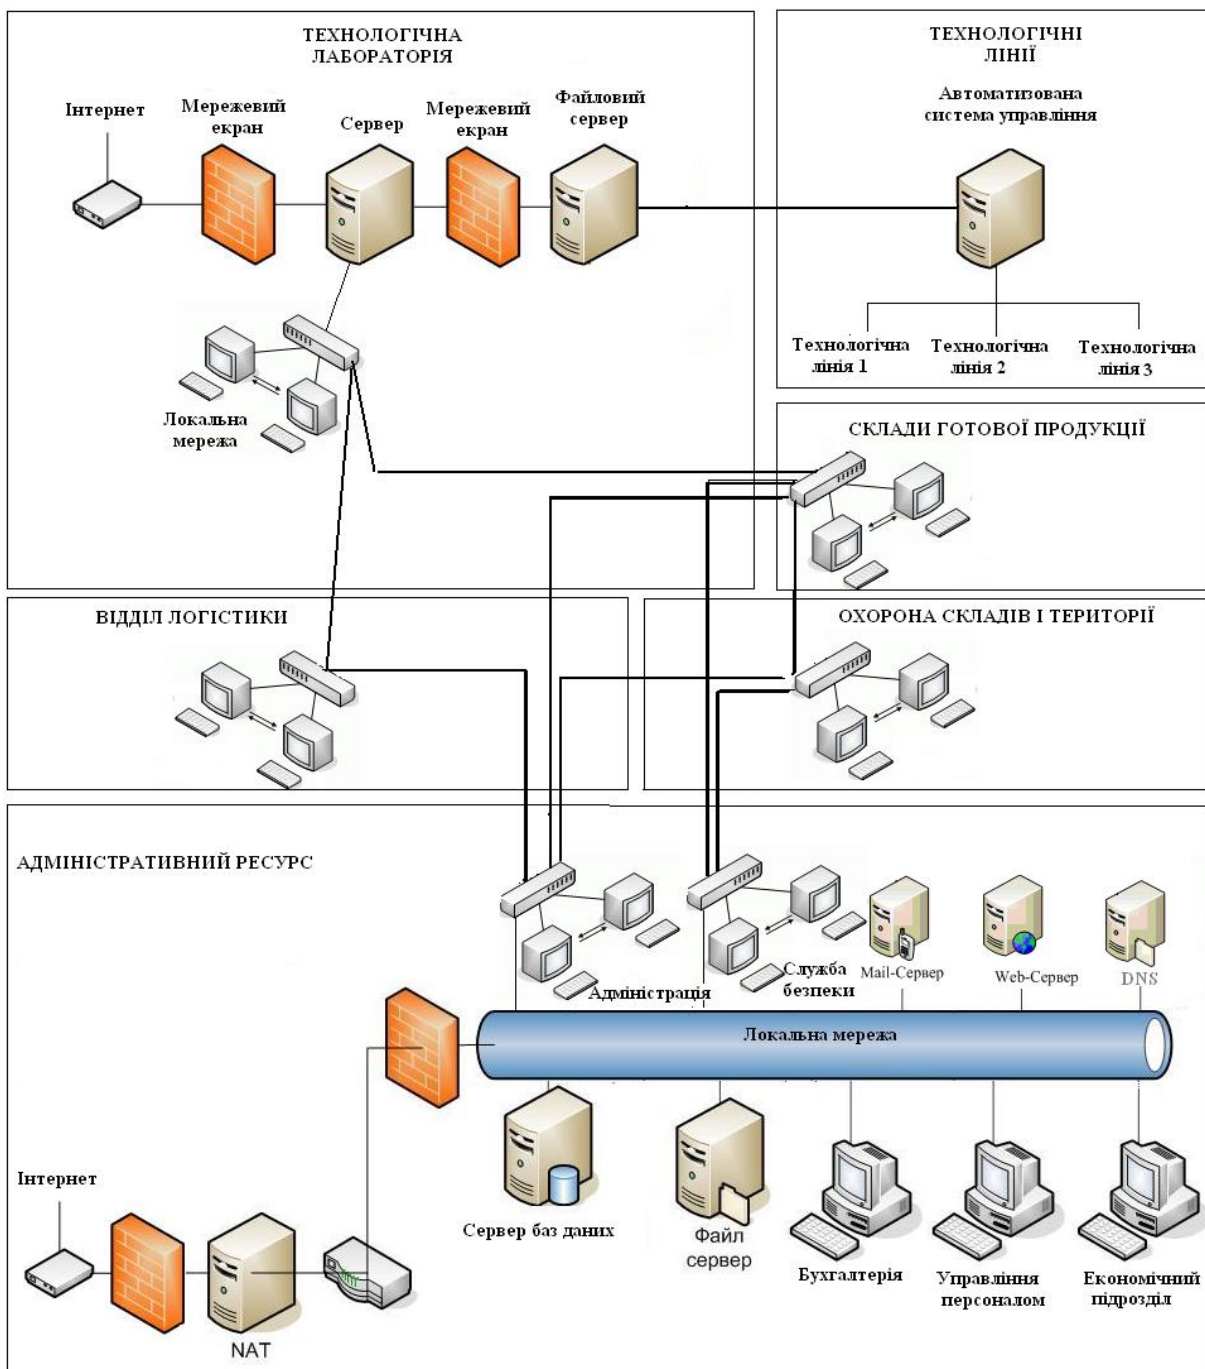 ТЕХНОЛОГІЧНА
ЛАБОРАТОРІЯ
Інтернет
Мережевий
екран
Сервер
Мережевий
екран
Файловий
сервер
Локальна
мережа
ТЕХНОЛОГІЧНІ
ЛІНІЇ
Автоматизована
система управління
Технологічна
лінія 1
Технологічна
лінія 2
Технологічна
лінія 3
СКЛАДИ ГОТОВОЇ ПРОДУКЦІЇ
ВІДДІЛ ЛОГІСТИКИ
ОХОРОНА СКЛАДІВ І ТЕРИТОРІЇ
АДМІНІСТРАТИВНИЙ РЕСУРС
Адміністрація
Служба
безпеки
Mail-Сервер
Web-Сервер
DNS
Локальна мережа
Сервер баз даних
Файл
сервер
Бухгалтерія
Управління
персоналом
Економічний
підрозділ
Інтернет
NAT